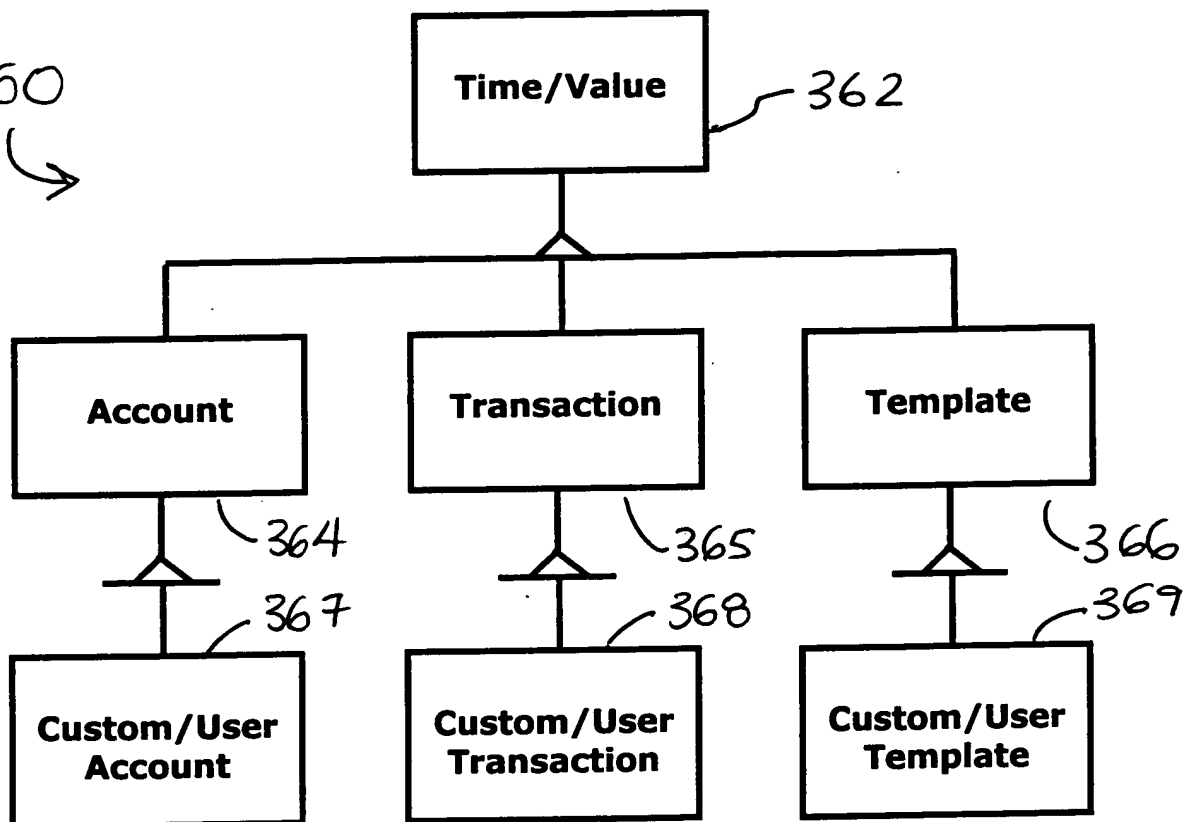 Time/Value
362
Account
Transaction
Template
364
365
366
367
368
369
Custom/User
Account
Custom/User
Transaction
Custom/User
Template